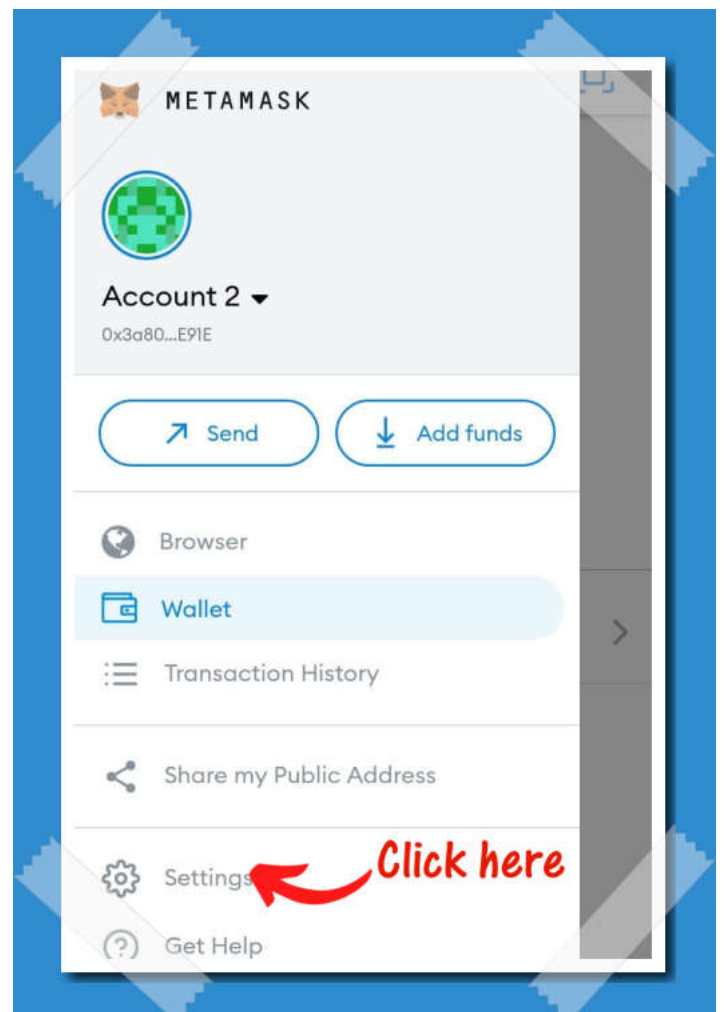 METAMASK
Account 2
0x3a80...E91E
Send
Add funds
Browser
Wallet
Transaction History
Share my Public Address
Click here
Settings
Get Help